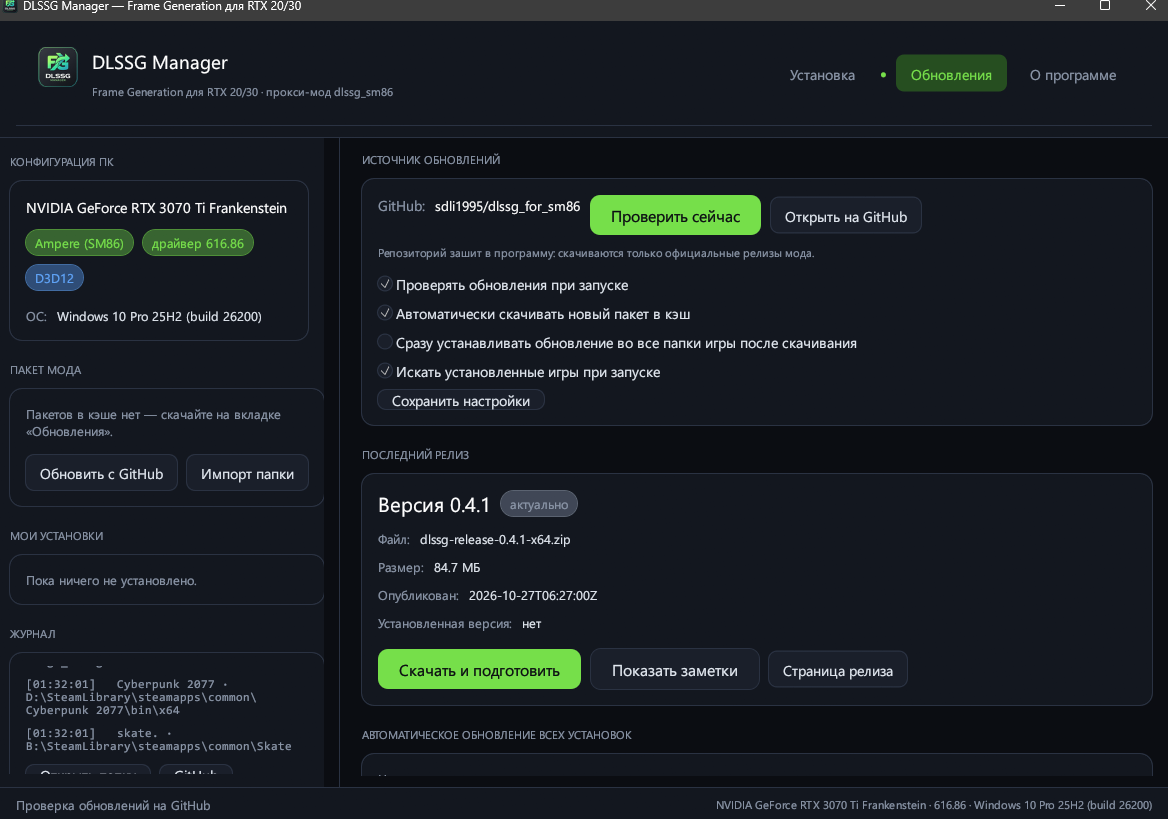 DLSSG Manager — Frame Generation для RTX 20/30
DLSSG
DLSSG Manager
Frame Generation для RTX 20/30 · прокси-мод dlssg_sm86
Установка
Обновления
О программе
КОНФИГУРАЦИЯ ПК
NVIDIA GeForce RTX 3070 Ti Frankenstein
Ampere (SM86)
драйвер 616.86
D3D12
ОС: Windows 10 Pro 25H2 (build 26200)
ПАКЕТ МОДА
Пакетов в кэше нет — скачайте на вкладке
«Обновления».
Обновить с GitHub
Импорт папки
МОИ УСТАНОВКИ
Пока ничего не установлено.
ЖУРНАЛ
[01:32:01] Cyberpunk 2077 ·
D:\SteamLibrary\steamapps\common\
Cyberpunk 2077\bin\x64
[01:32:01] skate. ·
B:\SteamLibrary\steamapps\common\Skate
GitHub
ИСТОЧНИК ОБНОВЛЕНИЙ
GitHub: sdli1995/dlssg_for_sm86
Проверить сейчас
Открыть на GitHub
Репозиторий зашит в программу: скачиваются только официальные релизы мода.
Проверять обновления при запуске
Автоматически скачивать новый пакет в кэш
Сразу устанавливать обновление во все папки игры после скачивания
Искать установленные игры при запуске
Сохранить настройки
ПОСЛЕДНИЙ РЕЛИЗ
Версия 0.4.1
актуально
Файл: dlssg-release-0.4.1-x64.zip
Размер: 84.7 МБ
Опубликован: 2026-10-27T06:27:00Z
Установленная версия: нет
Скачать и подготовить
Показать заметки
Страница релиза
АВТОМАТИЧЕСКОЕ ОБНОВЛЕНИЕ ВСЕХ УСТАНОВОК
Проверка обновлений на GitHub
NVIDIA GeForce RTX 3070 Ti Frankenstein · 616.86 · Windows 10 Pro 25H2 (build 26200)